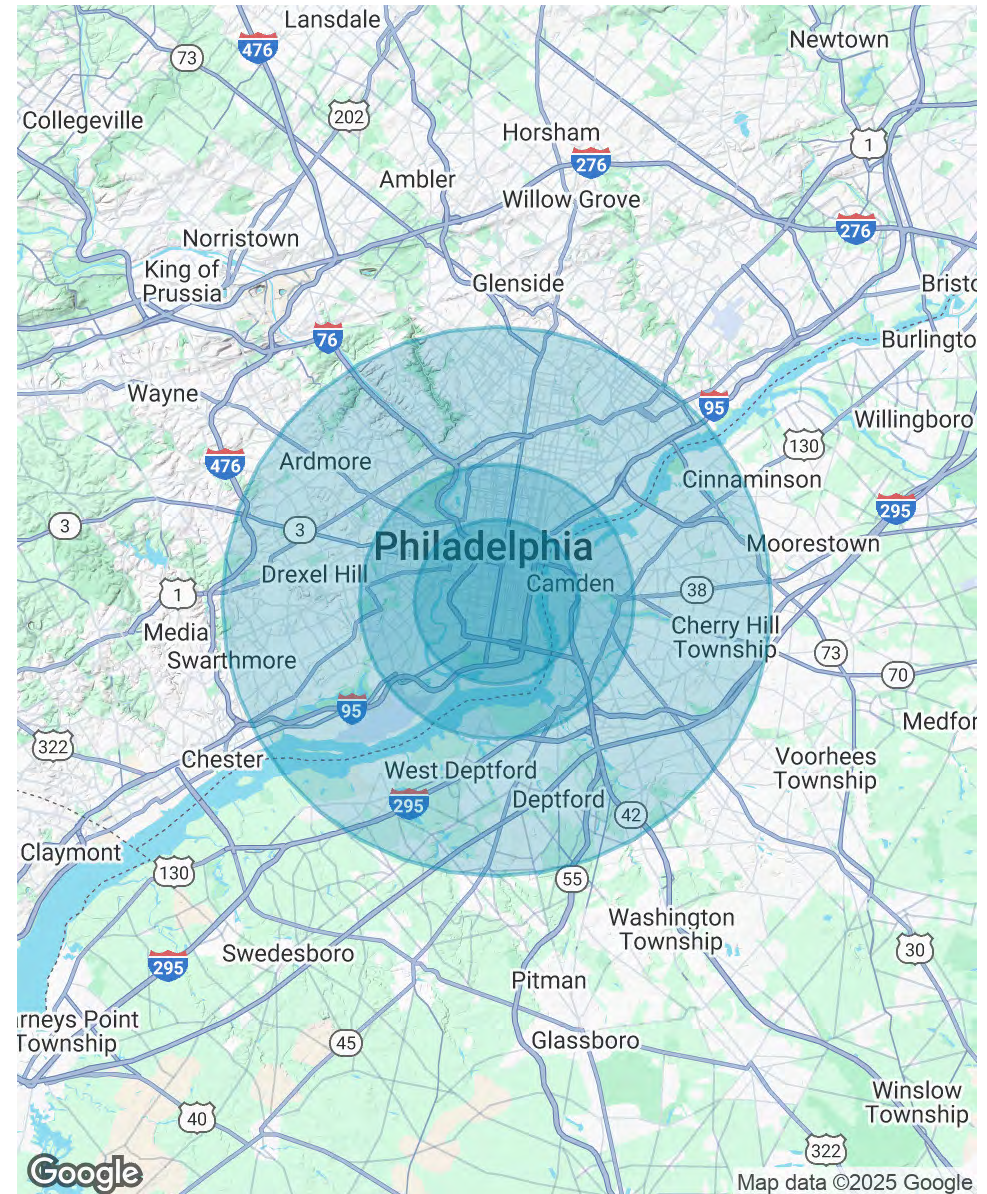 Lansdale
476
73
Newtown
202
Collegeville
Horsham
1
276
Ambler
Willow Grove
276
Norristown
King of
Prussia
Glenside
Bristo
76
Burlingto
Wayne
95
Willingboro
130
476
Ardmore
Cinnaminson
295
3
3
Philadelphia
Moorestown
Drexel Hill
Camden
38
1
Media
Cherry Hill
Township
Swarthmore
73
70
95
Medfor
322
Chester
West Deptford
Voorhees
Township
295
Deptford
42
Claymont
130
55
Washington
Township
30
Swedesboro
295
Pitman
rneys Point
Township
45
Glassboro
Winslow
Township
40
322
Google
Map data ©2025 Google